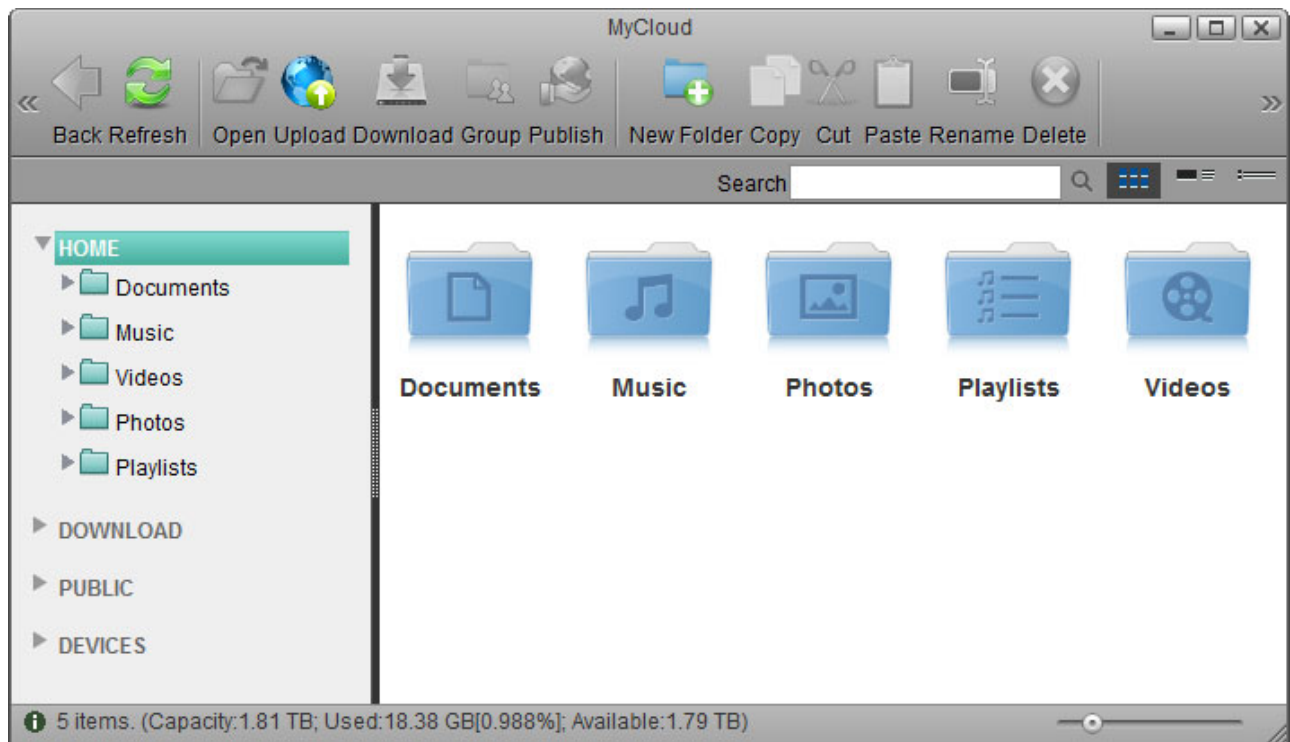 MyCloud
Back Refresh Open Upload Download Group Publish New Folder Copy Cut Paste Rename Delete
Search
HOME
Documents
Music
Videos
Photos
Playlists
DOWNLOAD
PUBLIC
DEVICES
Documents Music Photos Playlists Videos
5 items. (Capacity:1.81 TB; Used:18.38 GB[0.988%]; Available:1.79 TB)